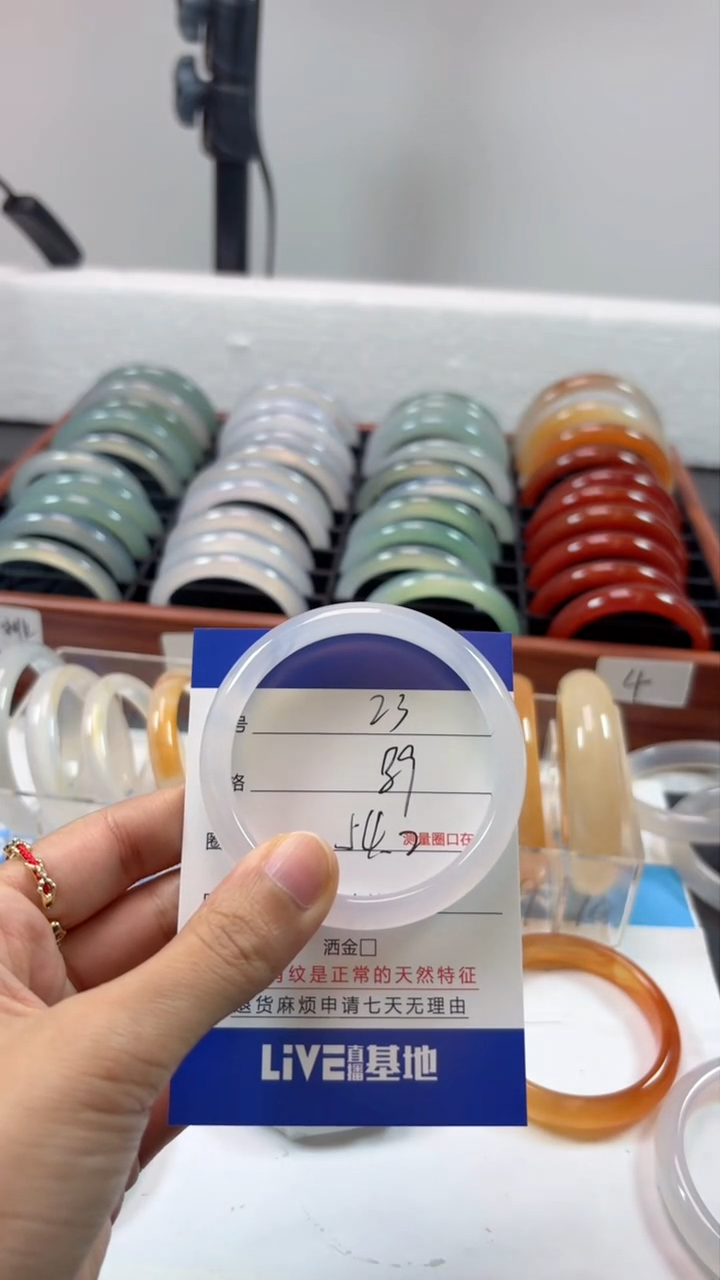 4
号 23
格 89
圈 54.2 测量圈口在
洒金□
纹是正常的天然特征
退货麻烦申请七天无理由
LiVE直播基地